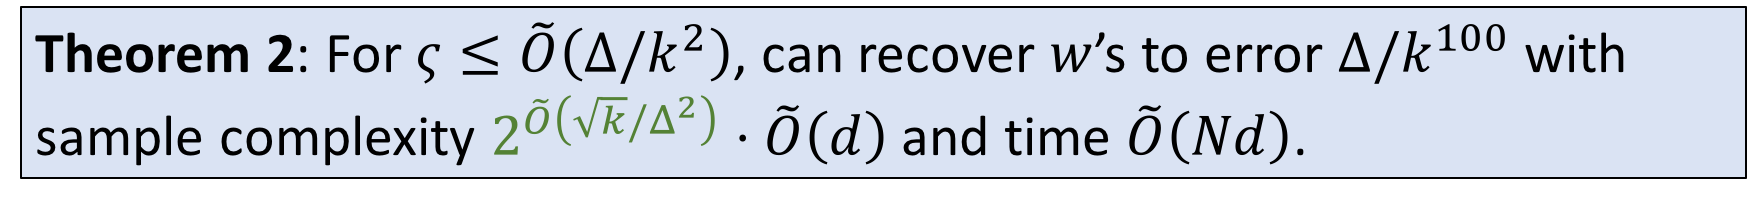 Theorem 2: For ς ≤ Õ(Δ/k²), can recover w's to error Δ/k¹⁰⁰ with
sample complexity 2^Õ(√k/Δ²) · Õ(d) and time Õ(Nd).